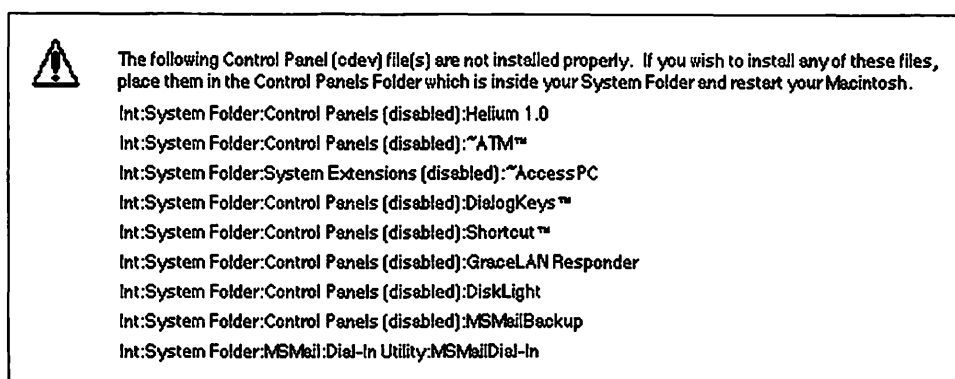 The following Control Panel (cdev) file(s) are not installed properly. If you wish to install any of these files,
place them in the Control Panels Folder which is inside your System Folder and restart your Macintosh.
Int:System Folder:Control Panels (disabled):Helium 1.0
Int:System Folder:Control Panels (disabled):~ATM™
Int:System Folder:System Extensions (disabled):~AccessPC
Int:System Folder:Control Panels (disabled):DialogKeys™
Int:System Folder:Control Panels (disabled):Shortcut™
Int:System Folder:Control Panels (disabled):GraceLAN Responder
Int:System Folder:Control Panels (disabled):DiskLight
Int:System Folder:Control Panels (disabled):MSMailBackup
Int:System Folder:MSMail:Dial-In Utility:MSMailDial-In